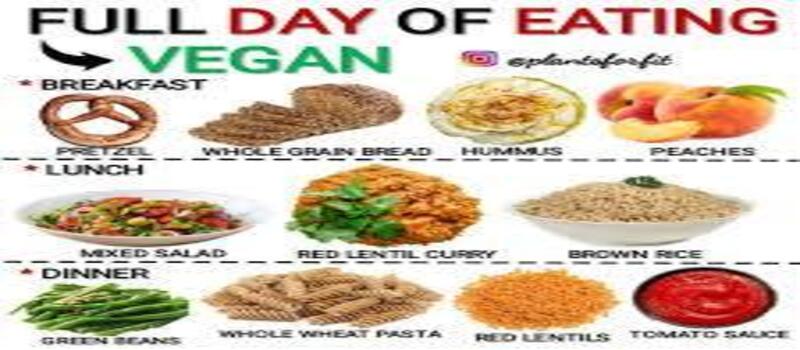 FULL DAY OF EATING
VEGAN
@plantsforfit
* BREAKFAST
PRETZEL WHOLE GRAIN BREAD HUMMUS PEACHES
* LUNCH
MIXED SALAD RED LENTIL CURRY BROWN RICE
* DINNER
GREEN BEANS WHOLE WHEAT PASTA RED LENTILS TOMATO SAUCE